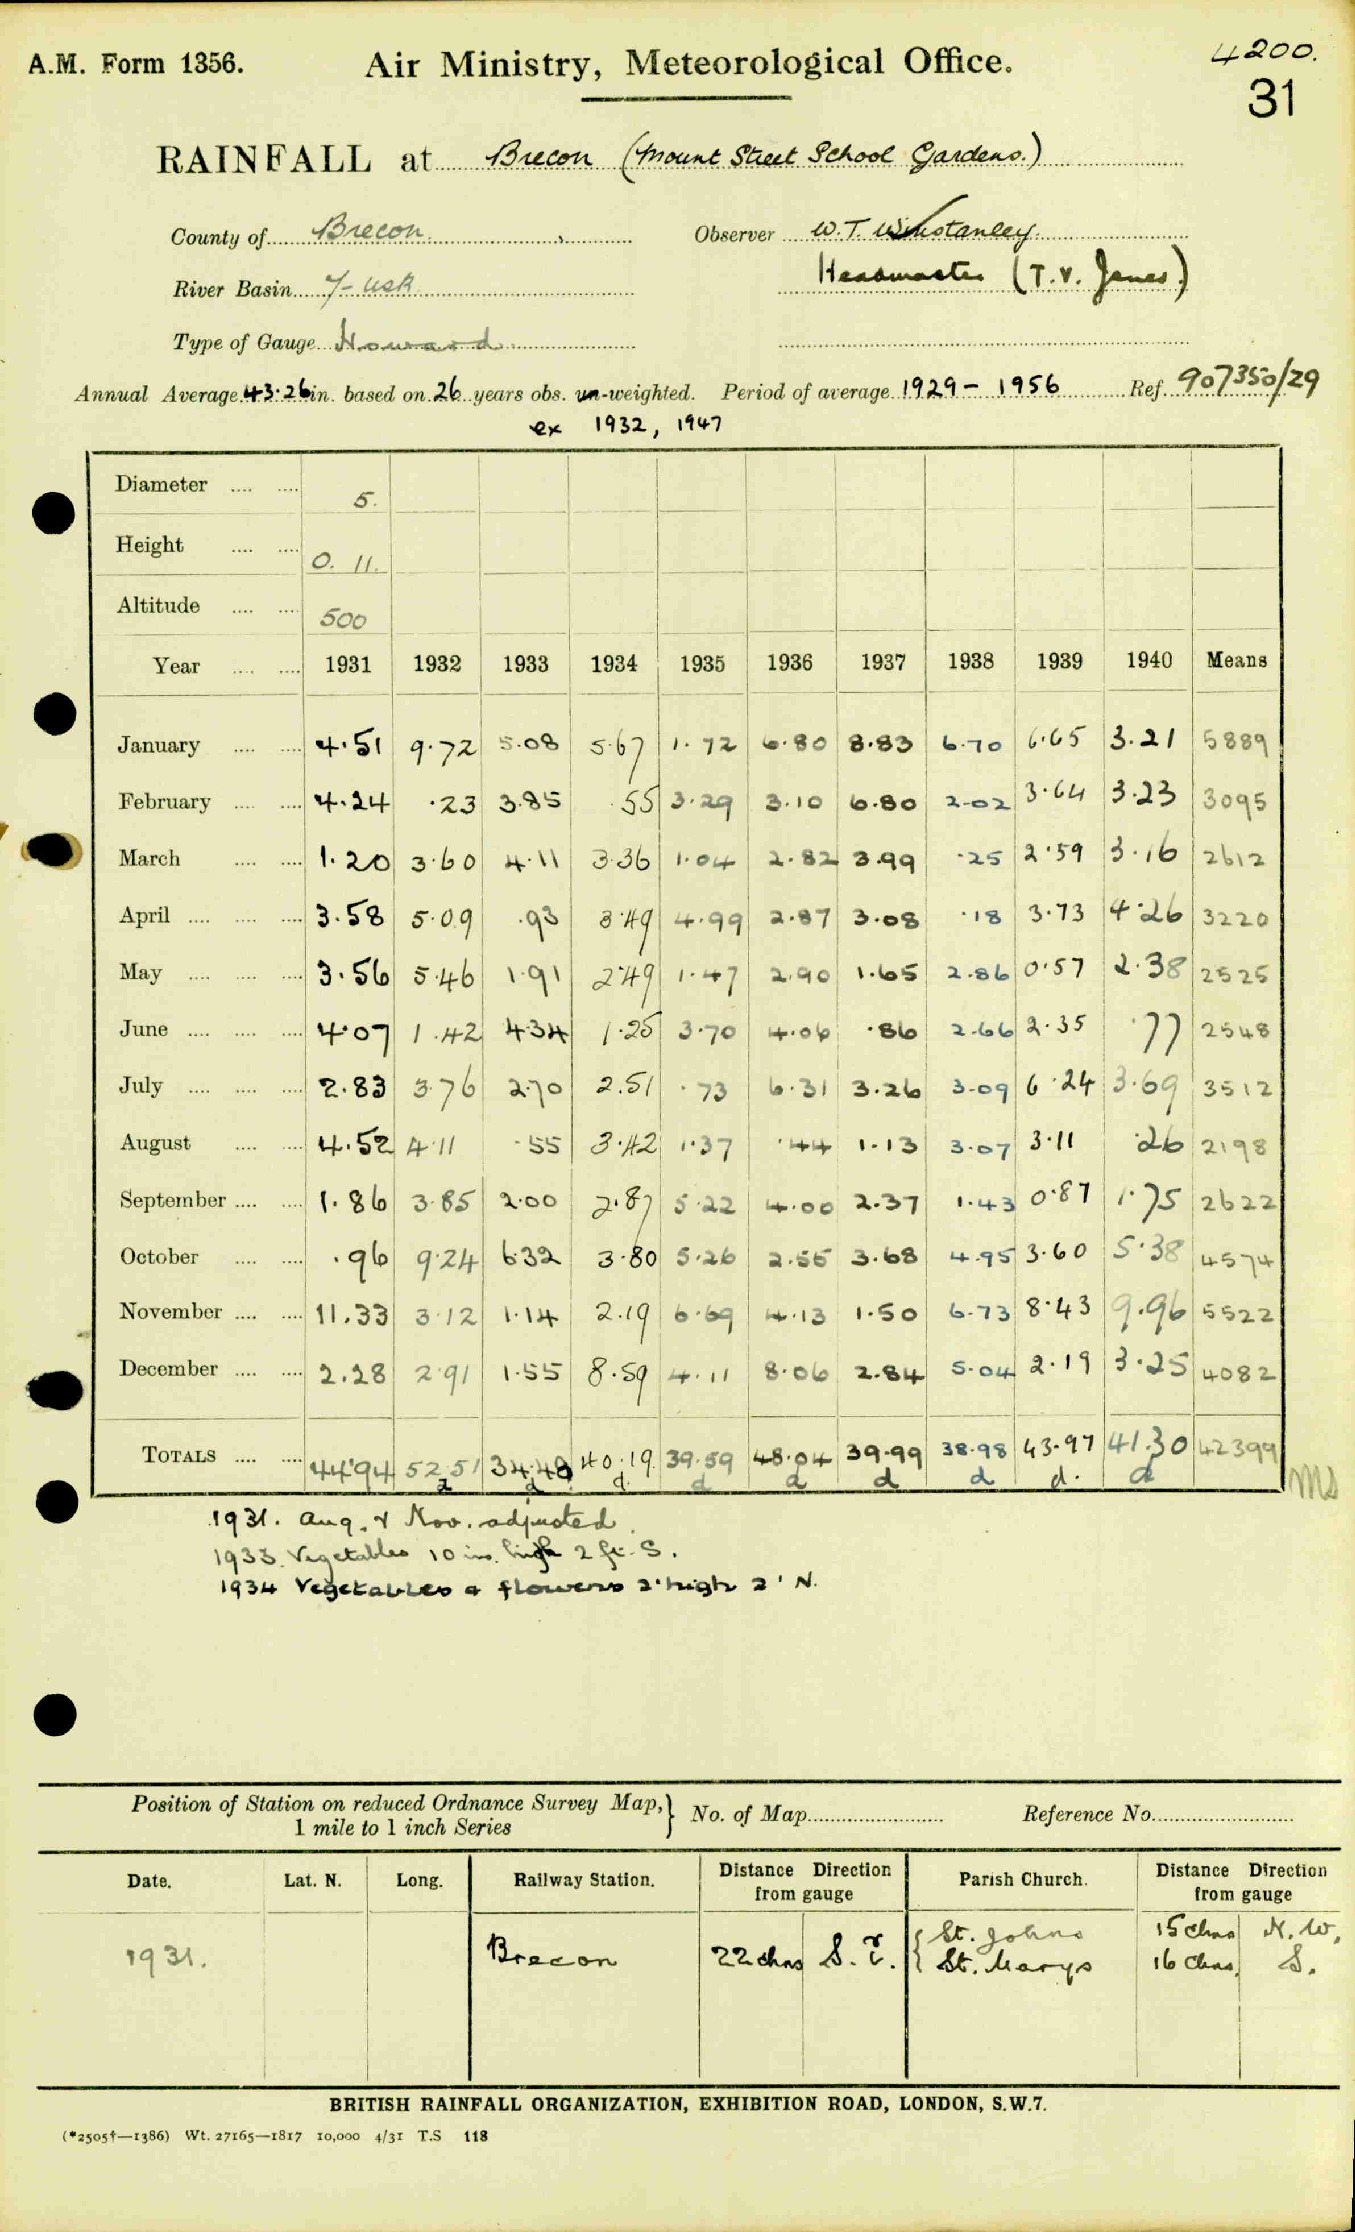 A.M. Form 1356.
Air Ministry, Meteorological Office.
4200.
31
RAINFALL at Brecon (Mount Street School Gardens.)
County of Brecon. Observer W. T. Winstanley.
Headmaster (T.V. Jones)
River Basin 7-Usk
Type of Gauge Howard
Annual Average 43.26 in. based on 26 years obs. un-weighted. Period of average 1929 - 1956 Ref. 907350/29
ex 1932, 1947
Diameter 5.
Height 0. 11.
Altitude 500
Year 1931 1932 1933 1934 1935 1936 1937 1938 1939 1940 Means
January 4.51 9.72 5.08 5.67 1.72 6.80 8.83 6.70 6.65 3.21 5889
February 4.24 .23 3.85 .55 3.29 3.10 6.80 2.02 3.64 3.23 3095
March 1.20 3.60 4.11 3.36 1.04 2.82 3.99 .25 2.59 3.16 2612
April 3.58 5.09 .93 3.49 4.99 2.87 3.08 .18 3.73 4.26 3220
May 3.56 5.46 1.91 2.49 1.47 2.90 1.65 2.86 0.57 2.38 2525
June 4.07 1.42 4.34 1.25 3.70 4.06 .86 2.66 2.35 .77 2548
July 2.83 3.76 2.70 2.51 .73 6.31 3.26 3.09 6.24 3.69 3512
August 4.52 4.11 .55 3.42 1.37 .44 1.13 3.07 3.11 .26 2198
September 1.86 3.85 2.00 2.87 5.22 4.00 2.37 1.43 0.87 1.75 2622
October .96 9.24 6.32 3.80 5.26 2.55 3.68 4.95 3.60 5.38 4574
November 11.33 3.12 1.14 2.19 6.69 4.13 1.50 6.73 8.43 9.96 5522
December 2.28 2.91 1.55 8.59 4.11 8.06 2.84 5.04 2.19 3.25 4082
TOTALS 44.94 52.51 34.48 40.19 39.59 48.04 39.99 38.98 43.97 41.30 42399
d d d d d d d d. d
MS
1931. Aug. & Nov. adjusted.
1933. Vegetables 10 ins. high 2 ft. S.
1934 Vegetables & flowers 2' high 2' N.
Position of Station on reduced Ordnance Survey Map,} No. of Map Reference No.
1 mile to 1 inch Series
Date. Lat. N. Long. Railway Station. Distance Direction from gauge Parish Church. Distance Direction from gauge
1931. Brecon 22 chns S.E. { St. Johns 15 chns N.W.
St. Marys 16 chns. S.
BRITISH RAINFALL ORGANIZATION, EXHIBITION ROAD, LONDON, S.W.7.
(*2505†—1386) Wt. 27165—1817 10,000 4/31 T.S 118